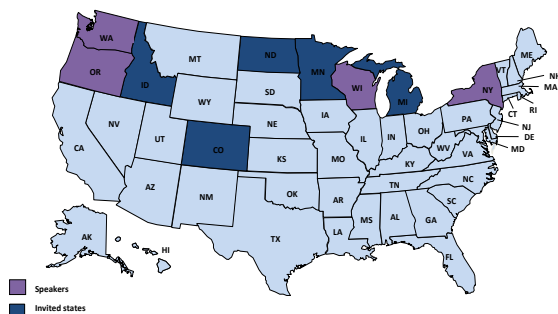 WA
OR
ID
MT
ND
MN
WI
MI
NY
ME
VT
NH
MA
RI
CT
NJ
DE
MD
PA
SD
WY
NE
IA
IL
IN
OH
WV
VA
KY
NC
TN
SC
GA
AL
MS
FL
LA
AR
MO
KS
OK
TX
NM
CO
UT
AZ
NV
CA
AK
HI
Speakers
Invited states